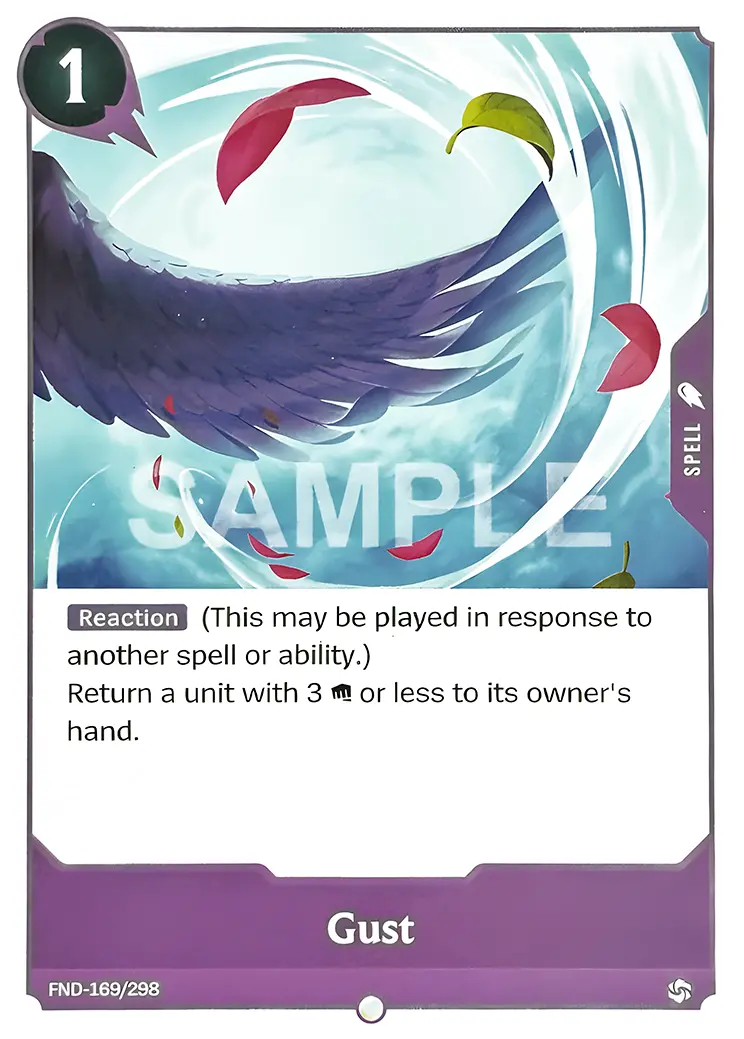 1
SPELL
SAMPLE
Reaction (This may be played in response to
another spell or ability.)
Return a unit with 3 or less to its owner's
hand.
Gust
FND-169/298